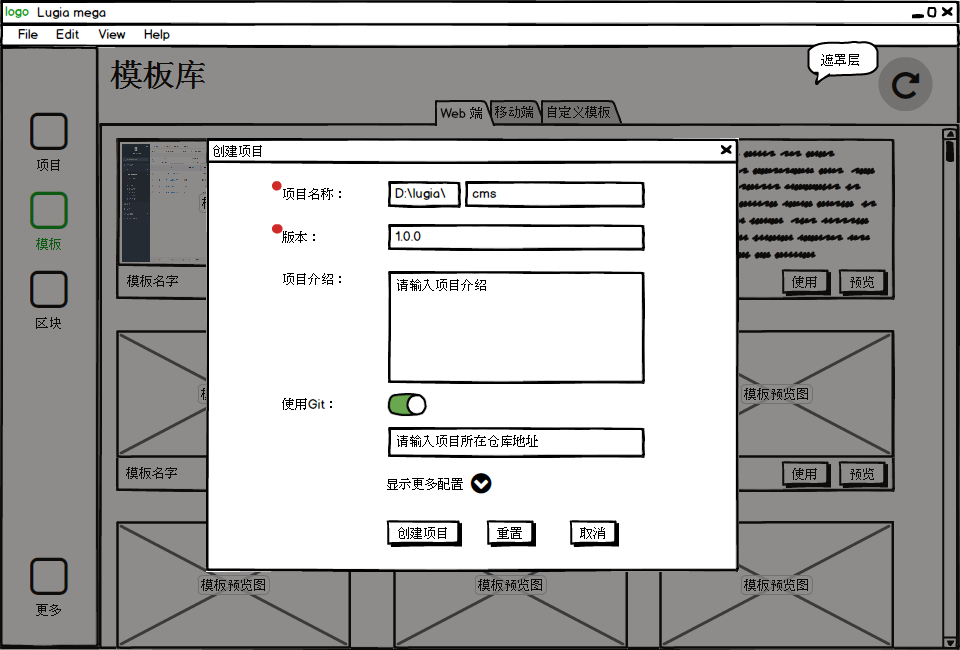 logo Lugia mega
File Edit View Help
模板库
遮罩层
Web 端 移动端 自定义模板
项目
模板
区块
更多
创建项目
项目名称：
D:\lugia\
cms
版本：
1.0.0
项目介绍：
请输入项目介绍
使用Git：
请输入项目所在仓库地址
显示更多配置
创建项目 重置 取消
模板名字
使用 预览
模板预览图
模板名字
使用 预览
模板预览图 模板预览图 模板预览图